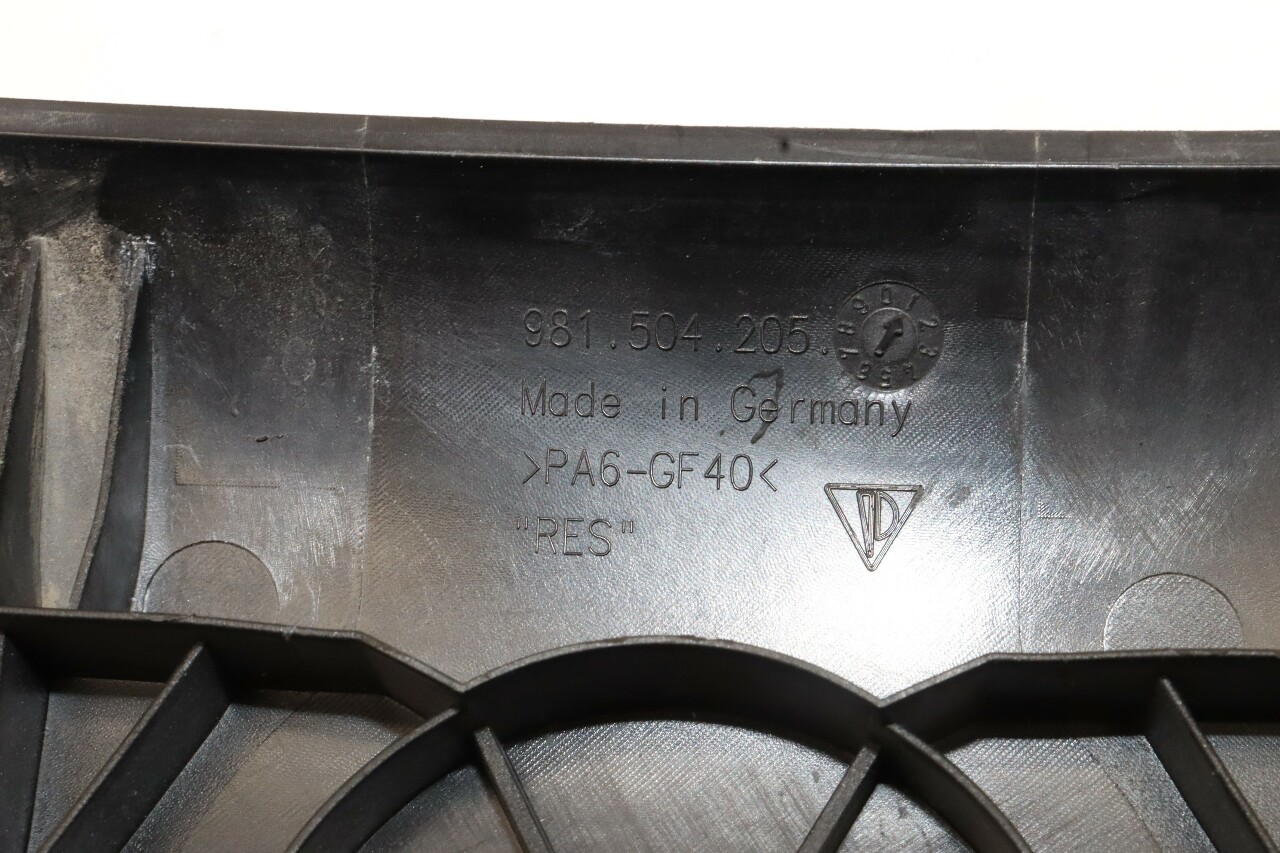 981.504.205.
Made in Germany
>PA6-GF40<
"RES"